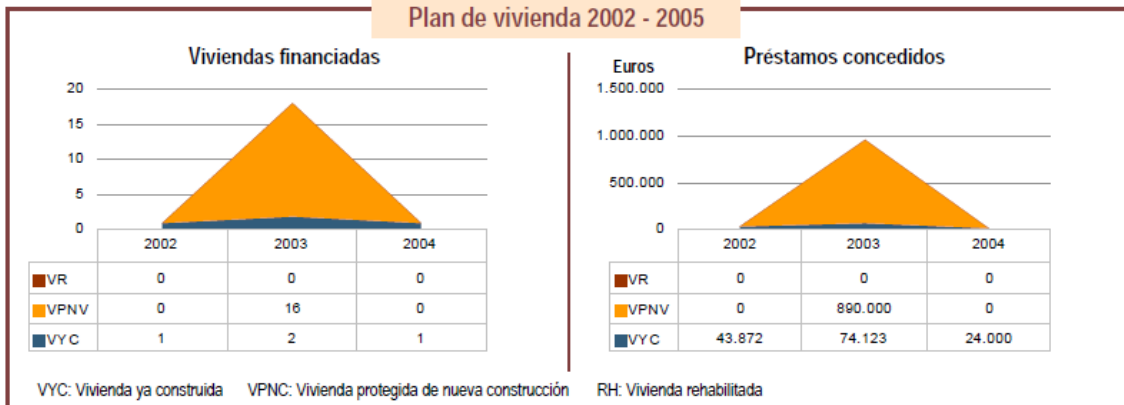 Plan de vivienda 2002 - 2005
Viviendas financiadas
20
15
10
5
0
2002 2003 2004
VR 0 0 0
VPNV 0 16 0
VYC 1 2 1
Préstamos concedidos
Euros
1.500.000
1.000.000
500.000
0
2002 2003 2004
VR 0 0 0
VPNV 0 890.000 0
VYC 43.872 74.123 24.000
VYC: Vivienda ya construida VPNC: Vivienda protegida de nueva construcción RH: Vivienda rehabilitada